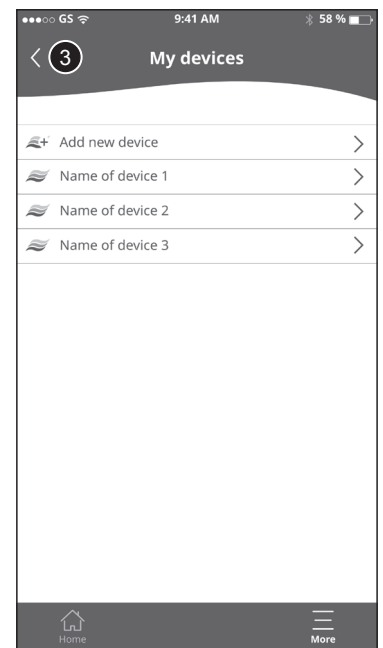 GS 9:41 AM 58 %
3 My devices
Add new device
Name of device 1
Name of device 2
Name of device 3
Home More